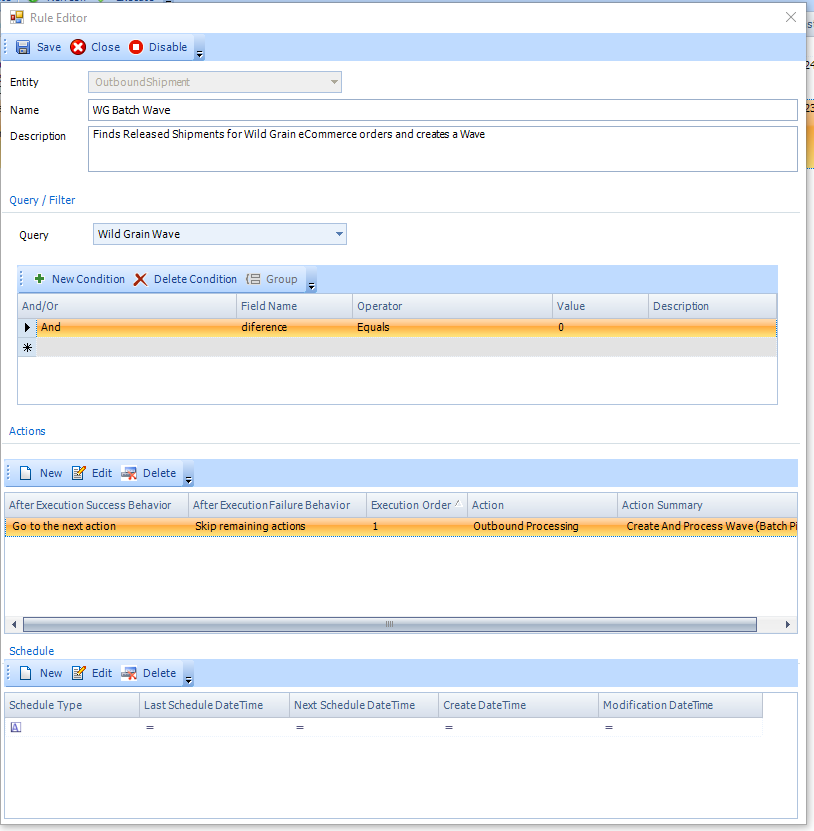 Rule Editor
Save Close Disable
Entity OutboundShipment
Name WG Batch Wave
Description Finds Released Shipments for Wild Grain eCommerce orders and creates a Wave
Query / Filter
Query Wild Grain Wave
New Condition Delete Condition Group
And/Or Field Name Operator Value Description
And diference Equals 0
Actions
New Edit Delete
After Execution Success Behavior After Execution Failure Behavior Execution Order Action Action Summary
Go to the next action Skip remaining actions 1 Outbound Processing Create And Process Wave (Batch Pi
Schedule
New Edit Delete
Schedule Type Last Schedule DateTime Next Schedule DateTime Create DateTime Modification DateTime
A = = = =